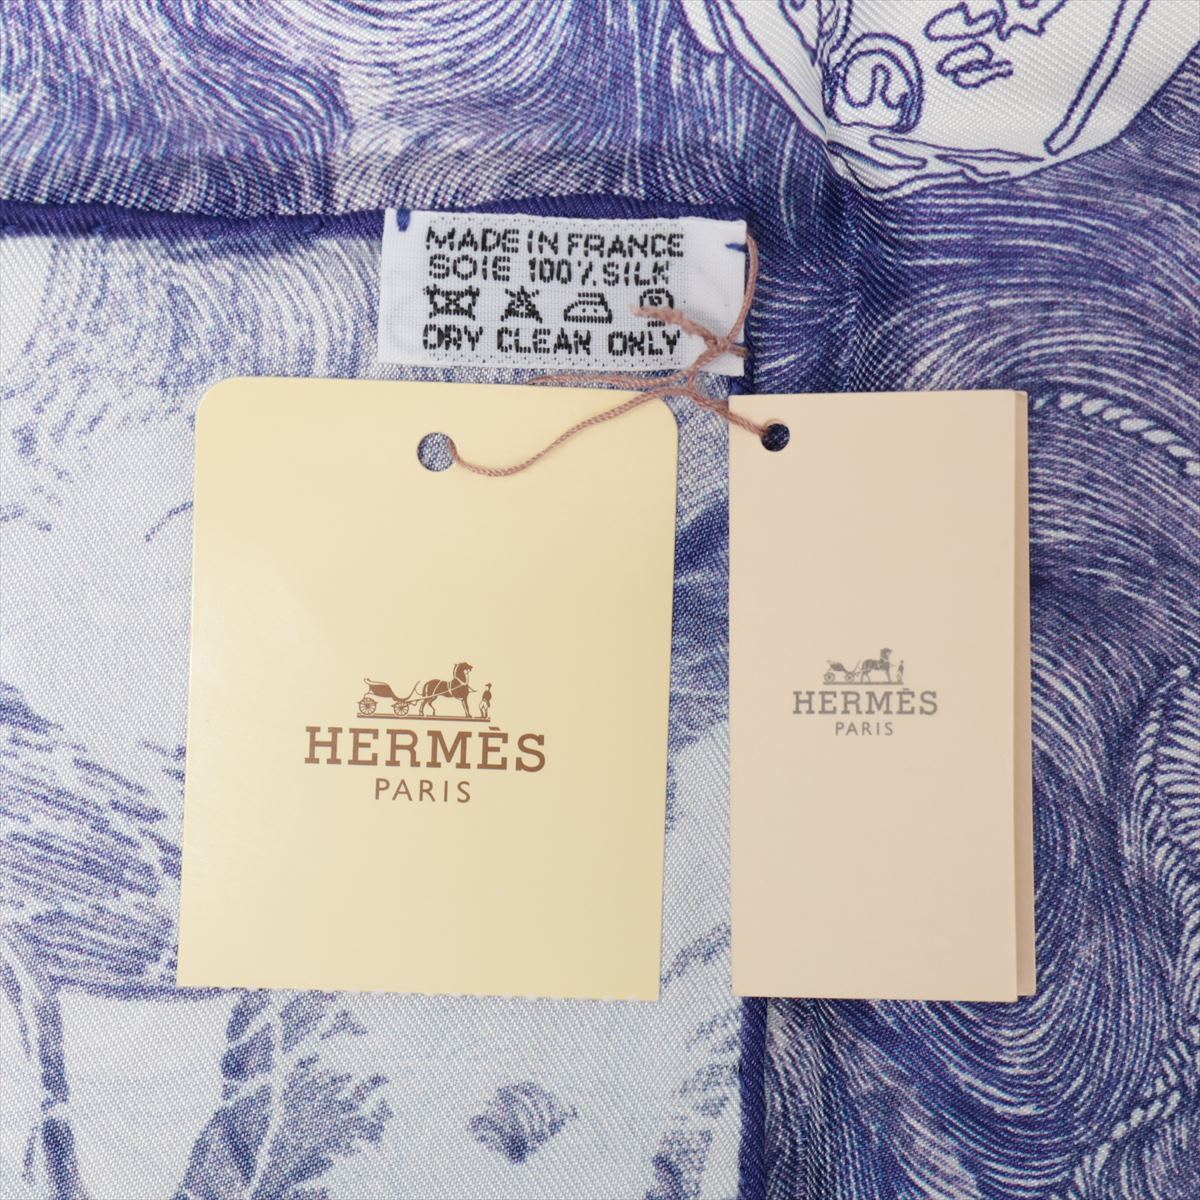 MADE IN FRANCE
SOIE 100% SILK
DRY CLEAN ONLY
HERMÈS
PARIS
HERMÈS
PARIS